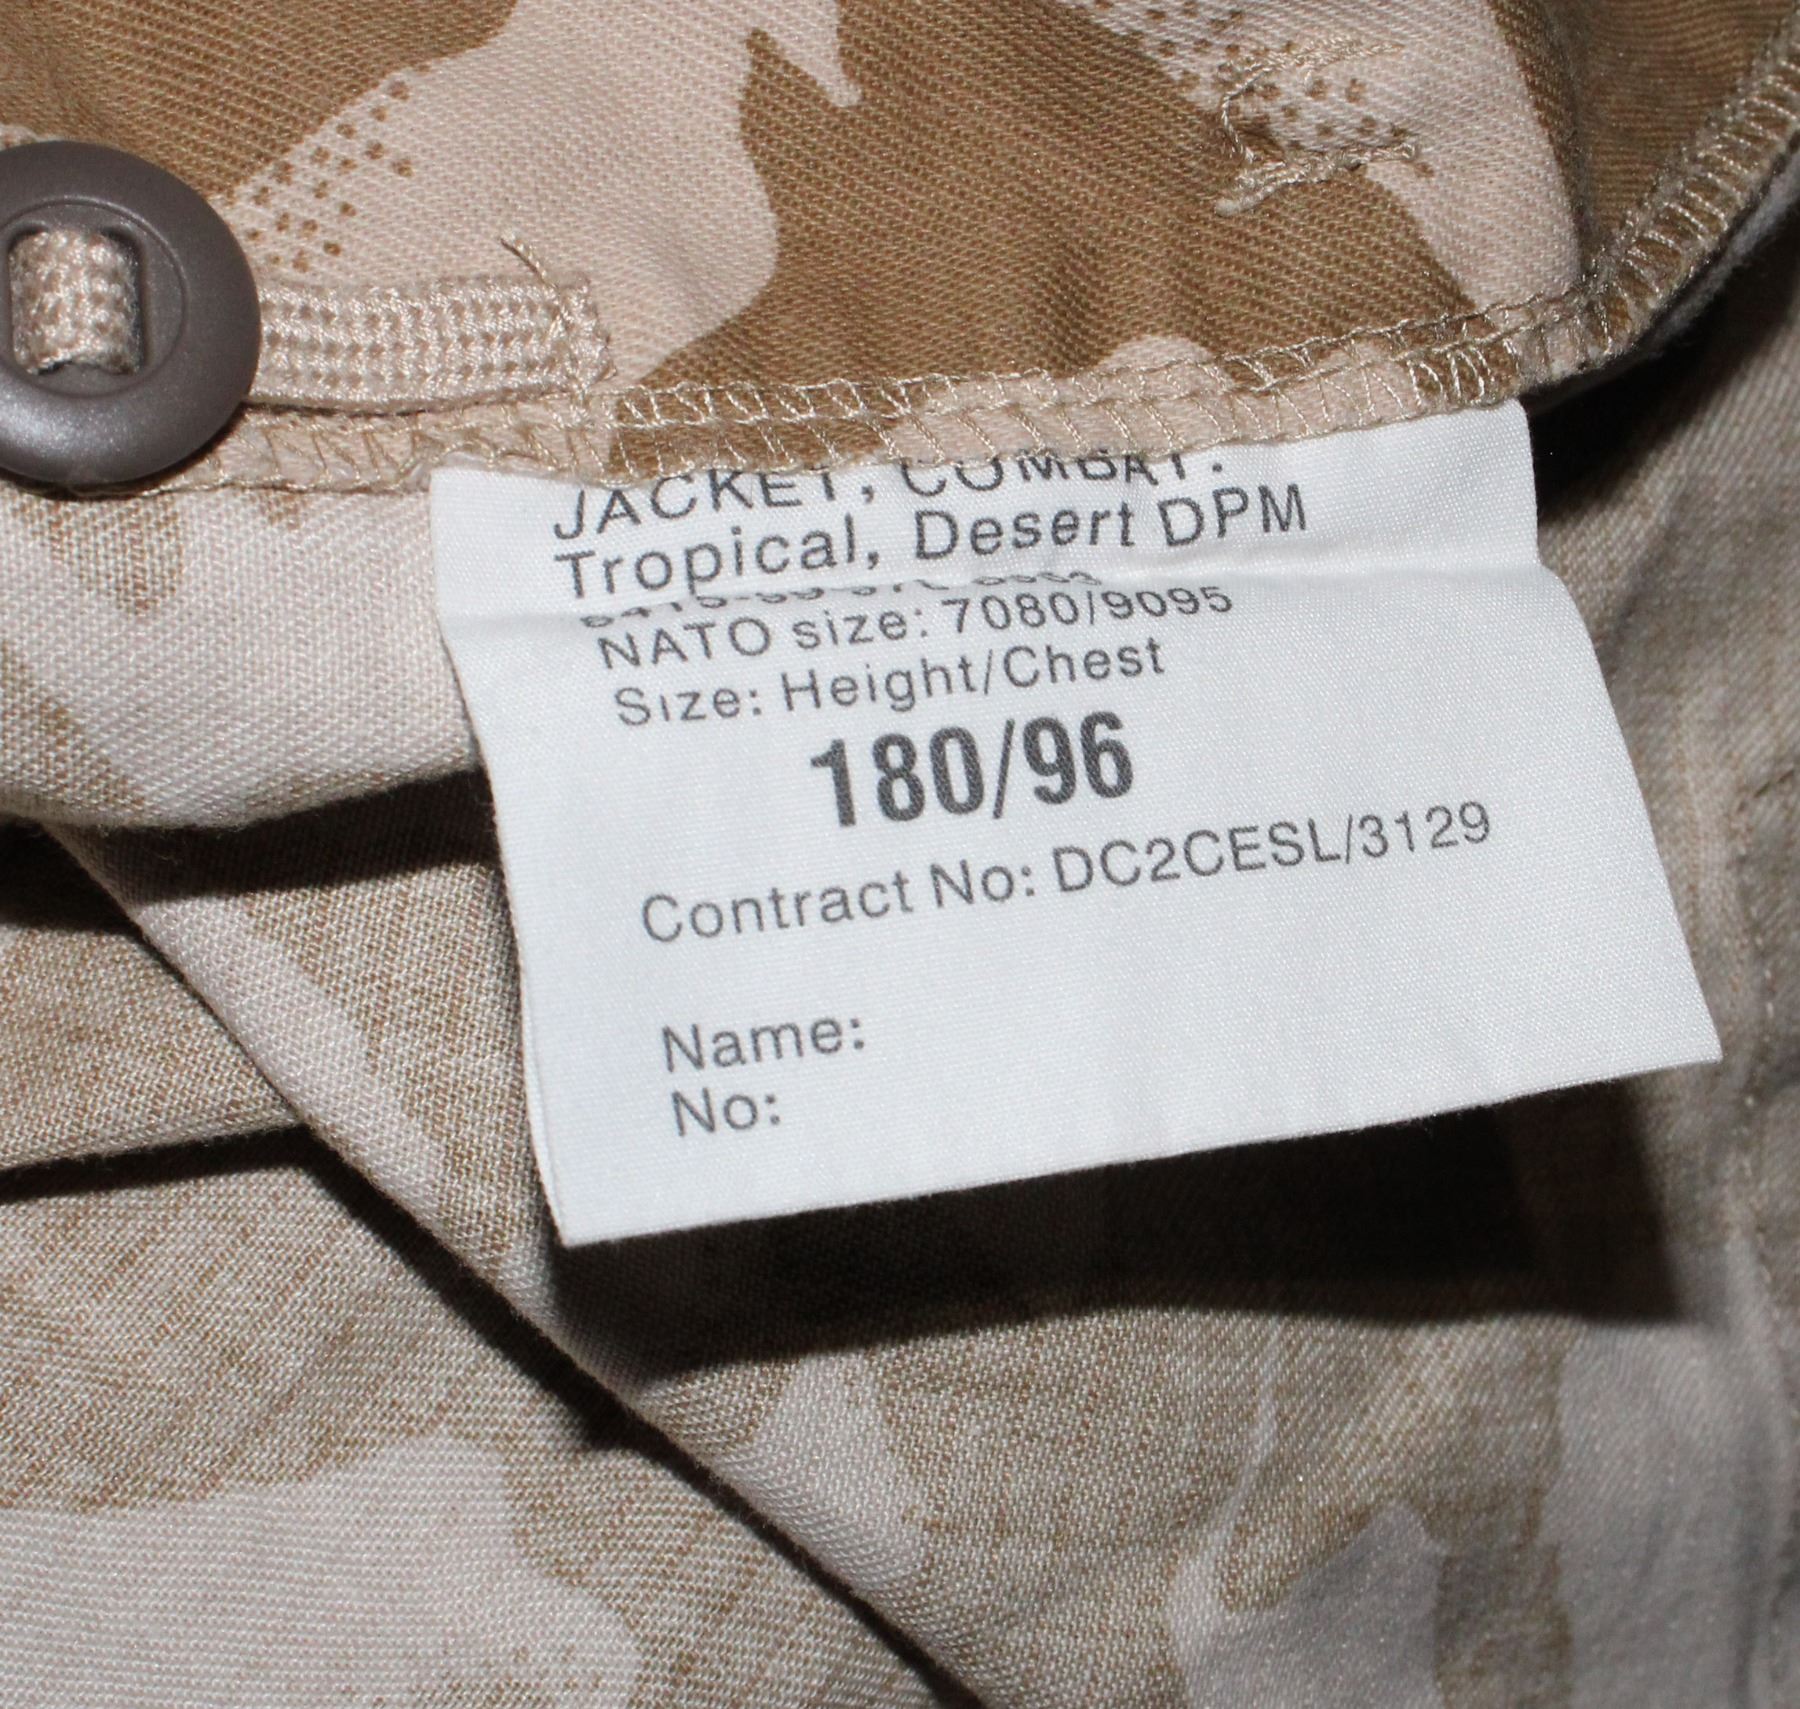 JACKET, COMBAT:
Tropical, Desert DPM
NATO size: 7080/9095
Size: Height/Chest
180/96
Contract No: DC2CESL/3129
Name:
No: